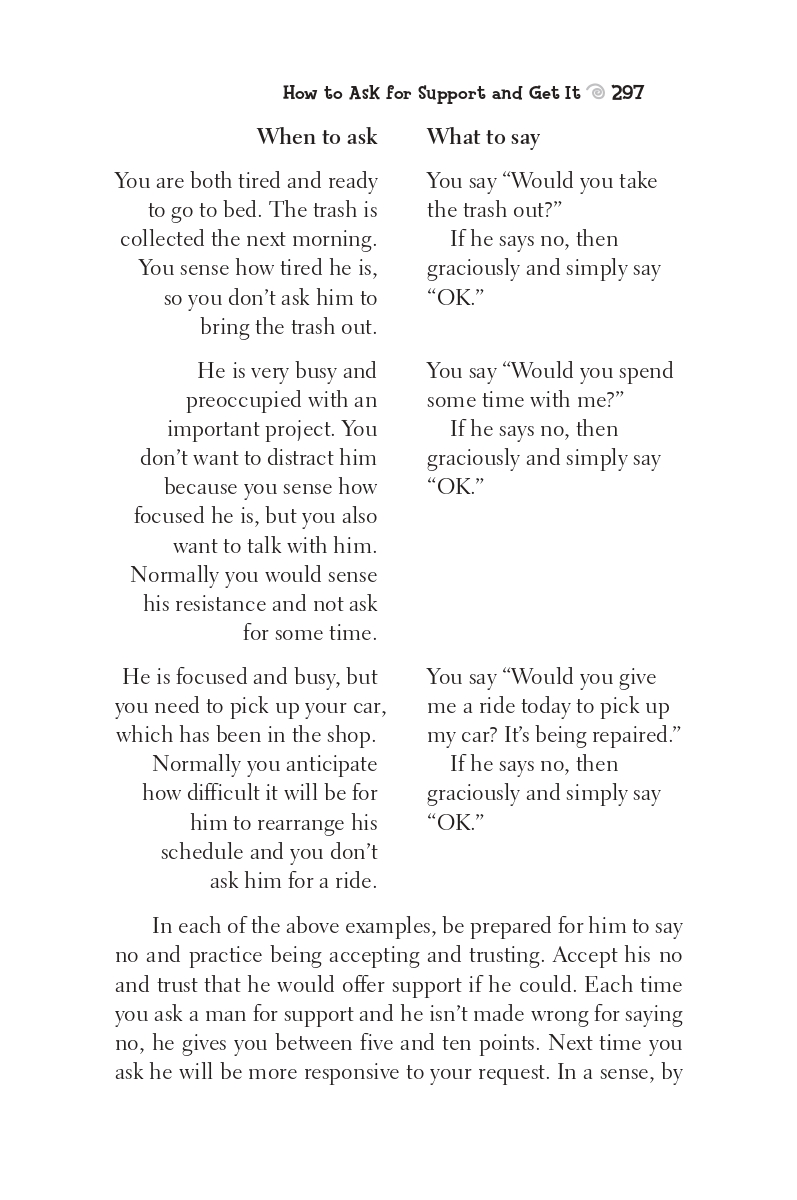 How to Ask for Support and Get It 297
When to ask
What to say
You are both tired and ready
to go to bed. The trash is
collected the next morning.
You sense how tired he is,
so you don’t ask him to
bring the trash out.
You say “Would you take
the trash out?”
If he says no, then
graciously and simply say
“OK.”
He is very busy and
preoccupied with an
important project. You
don’t want to distract him
because you sense how
focused he is, but you also
want to talk with him.
Normally you would sense
his resistance and not ask
for some time.
You say “Would you spend
some time with me?”
If he says no, then
graciously and simply say
“OK.”
He is focused and busy, but
you need to pick up your car,
which has been in the shop.
Normally you anticipate
how difficult it will be for
him to rearrange his
schedule and you don’t
ask him for a ride.
You say “Would you give
me a ride today to pick up
my car? It’s being repaired.”
If he says no, then
graciously and simply say
“OK.”
In each of the above examples, be prepared for him to say
no and practice being accepting and trusting. Accept his no
and trust that he would offer support if he could. Each time
you ask a man for support and he isn’t made wrong for saying
no, he gives you between five and ten points. Next time you
ask he will be more responsive to your request. In a sense, by